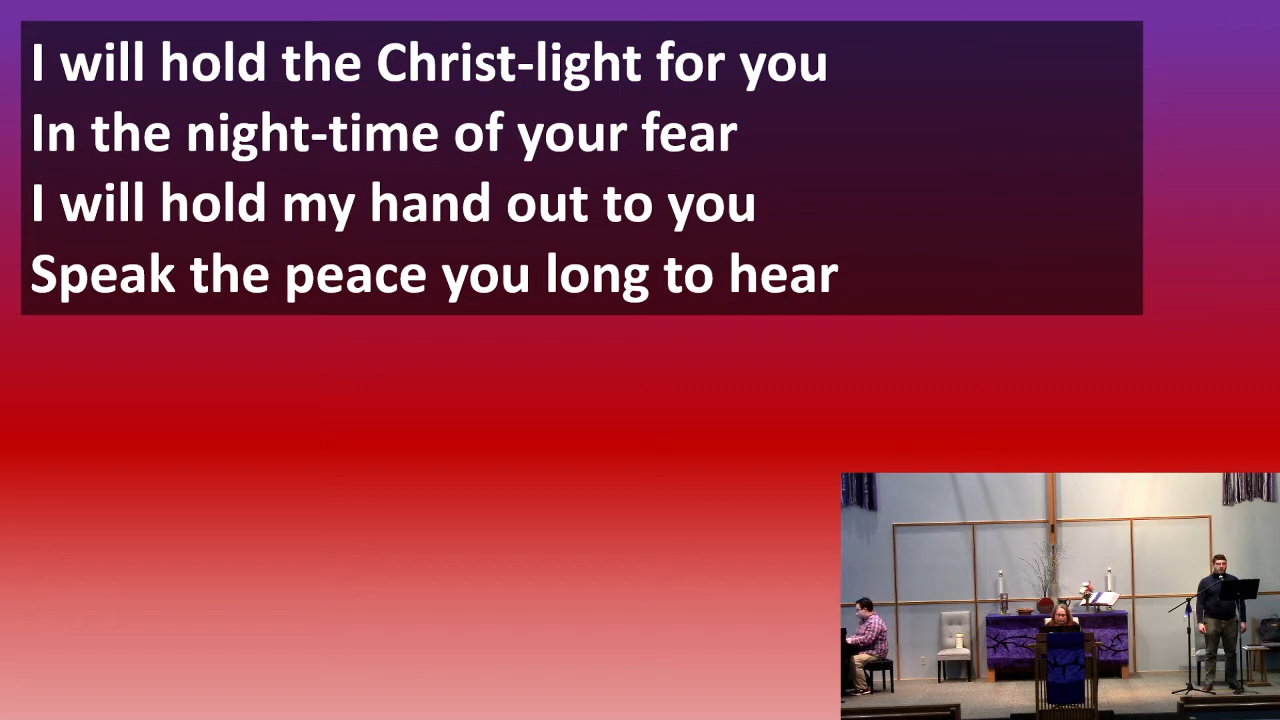 I will hold the Christ-light for you
In the night-time of your fear
I will hold my hand out to you
Speak the peace you long to hear